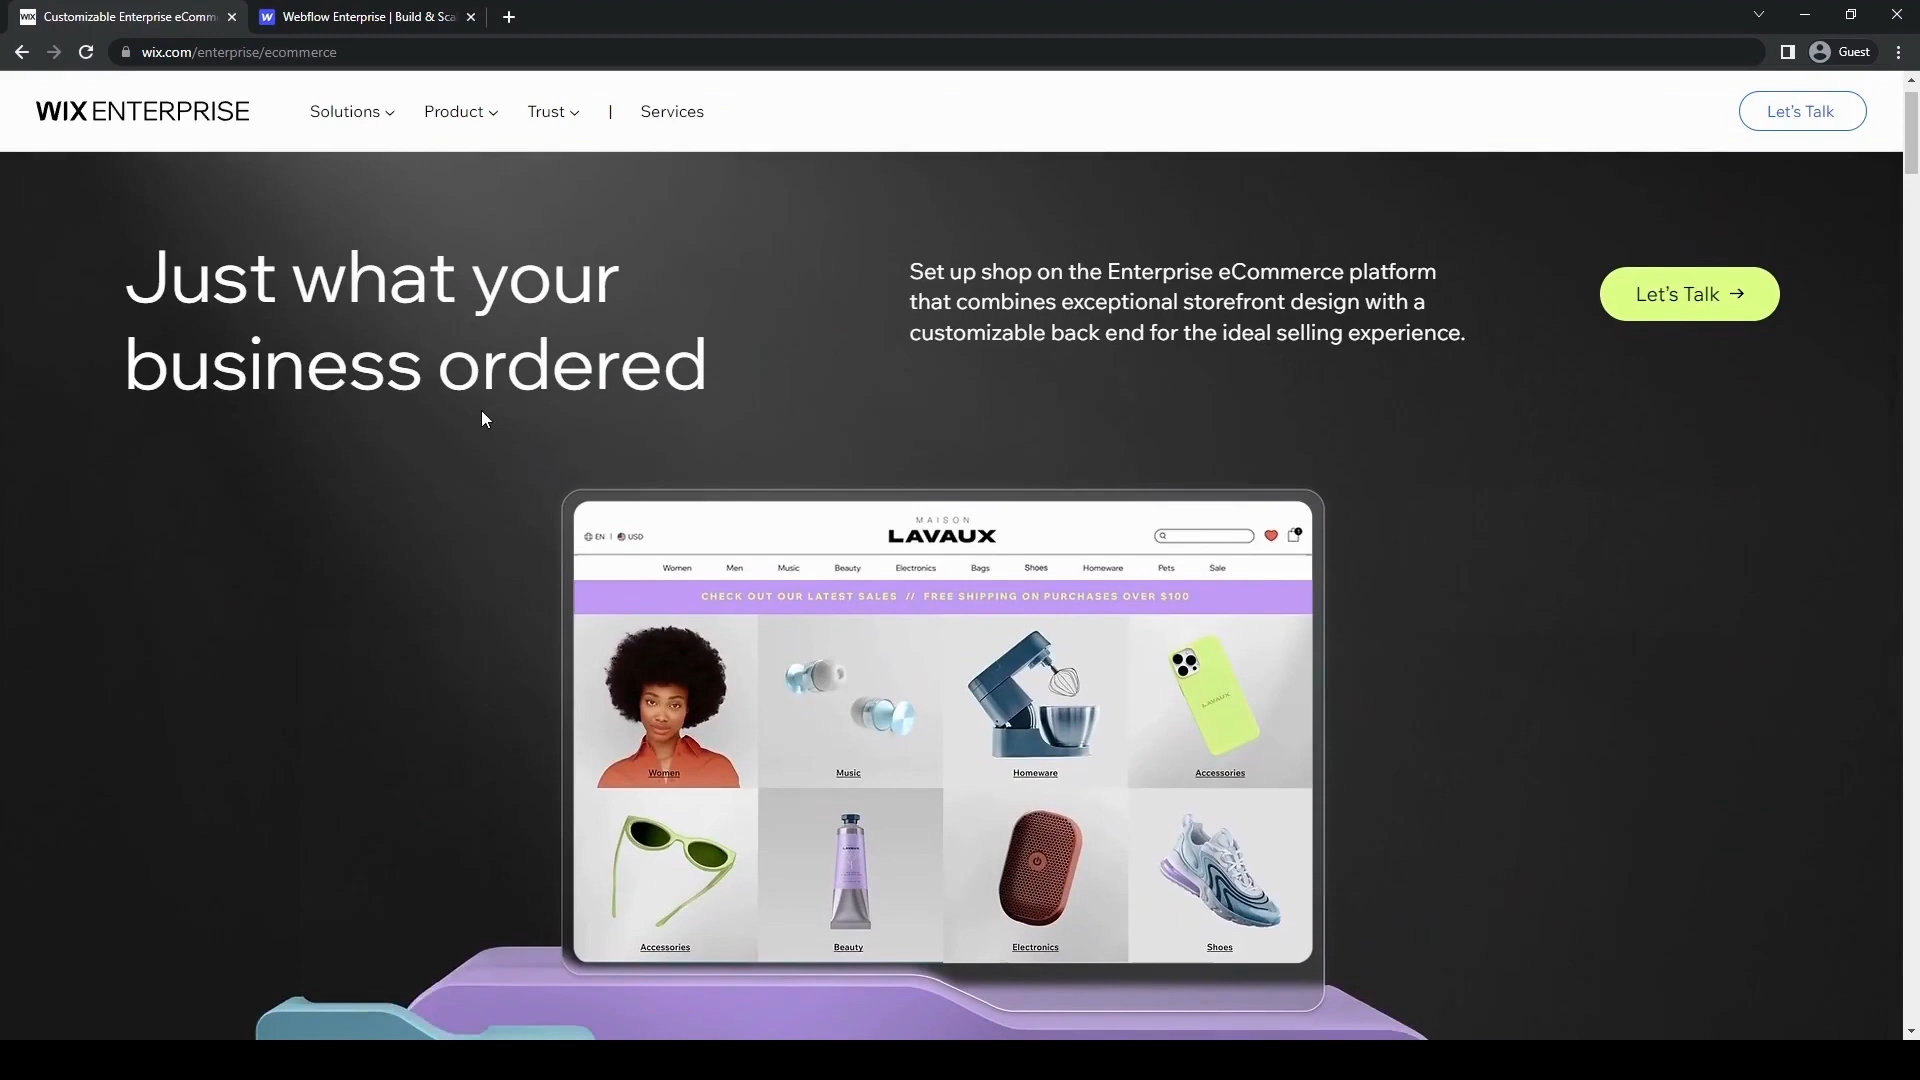 WIX Customizable Enterprise eComm
W Webflow Enterprise | Build & Sca
wix.com/enterprise/ecommerce
Guest
WIX ENTERPRISE
Solutions
Product
Trust
|
Services
Let's Talk
Just what your
business ordered
Set up shop on the Enterprise eCommerce platform
that combines exceptional storefront design with a
customizable back end for the ideal selling experience.
Let's Talk →
MAISON
LAVAUX
EN | USD
Women Men Music Beauty Electronics Bags Shoes Homeware Pets Sale
CHECK OUT OUR LATEST SALES // FREE SHIPPING ON PURCHASES OVER $100
LAVAUX
Women
Music
Homeware
Accessories
LAVAUX
Accessories
Beauty
Electronics
Shoes